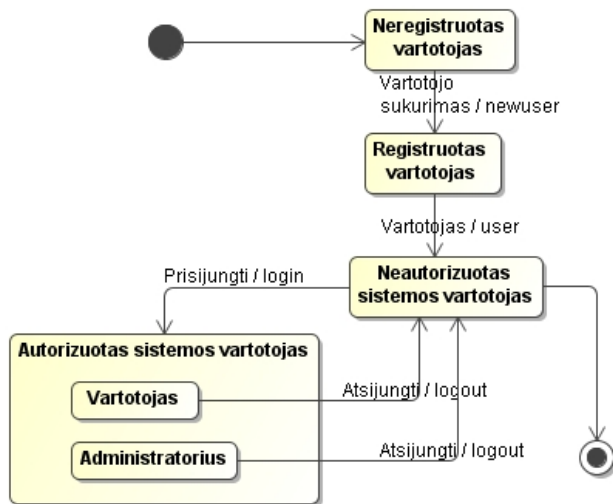 Neregistruotas
vartotojas
Vartotojo
sukurimas / newuser
Registruotas
vartotojas
Vartotojas / user
Neautorizuotas
sistemos vartotojas
Prisijungti / login
Autorizuotas sistemos vartotojas
Vartotojas
Atsijungti / logout
Administratorius
Atsijungti / logout